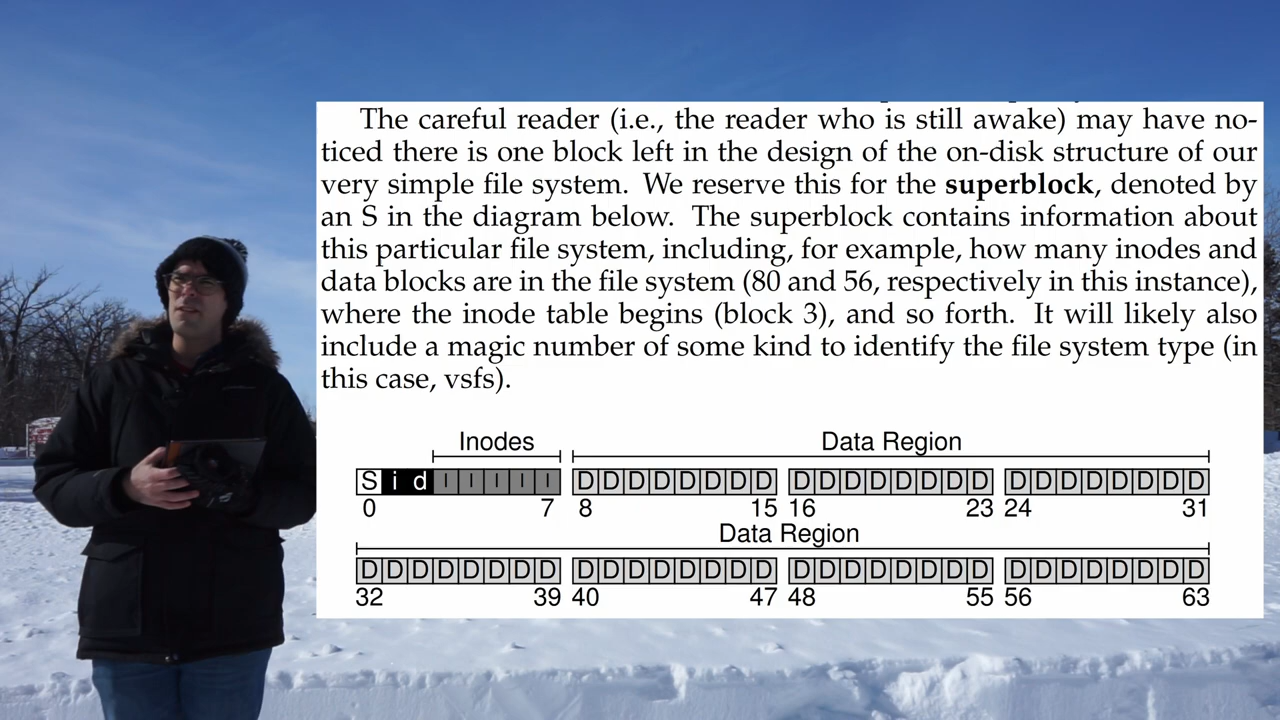 The careful reader (i.e., the reader who is still awake) may have no-
ticed there is one block left in the design of the on-disk structure of our
very simple file system. We reserve this for the superblock, denoted by
an S in the diagram below. The superblock contains information about
this particular file system, including, for example, how many inodes and
data blocks are in the file system (80 and 56, respectively in this instance),
where the inode table begins (block 3), and so forth. It will likely also
include a magic number of some kind to identify the file system type (in
this case, vsfs).
Inodes Data Region
S i d I I I I I D D D D D D D D D D D D D D D D D D D D D D D D
0 7 8 15 16 23 24 31
Data Region
D D D D D D D D D D D D D D D D D D D D D D D D D D D D D D D D
32 39 40 47 48 55 56 63